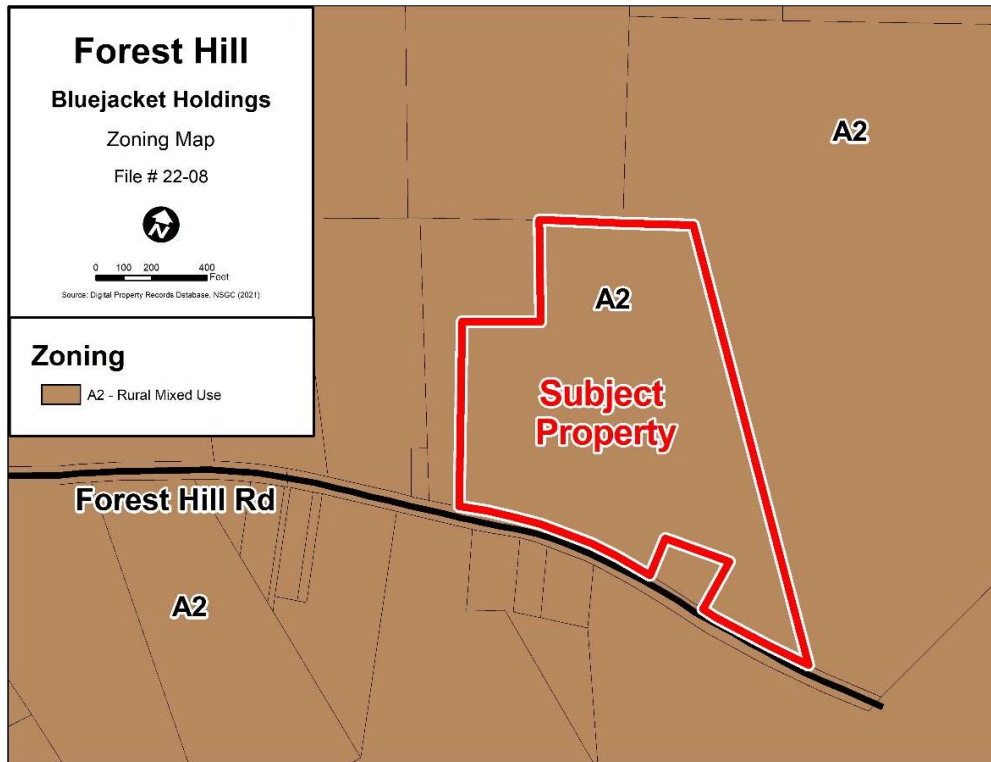 Forest Hill
Bluejacket Holdings
Zoning Map
File # 22-08
N
0 100 200 400
Feet
Source: Digital Property Records Database, NSGC (2021)
Zoning
A2 - Rural Mixed Use
A2
A2
Subject
Property
Forest Hill Rd
A2